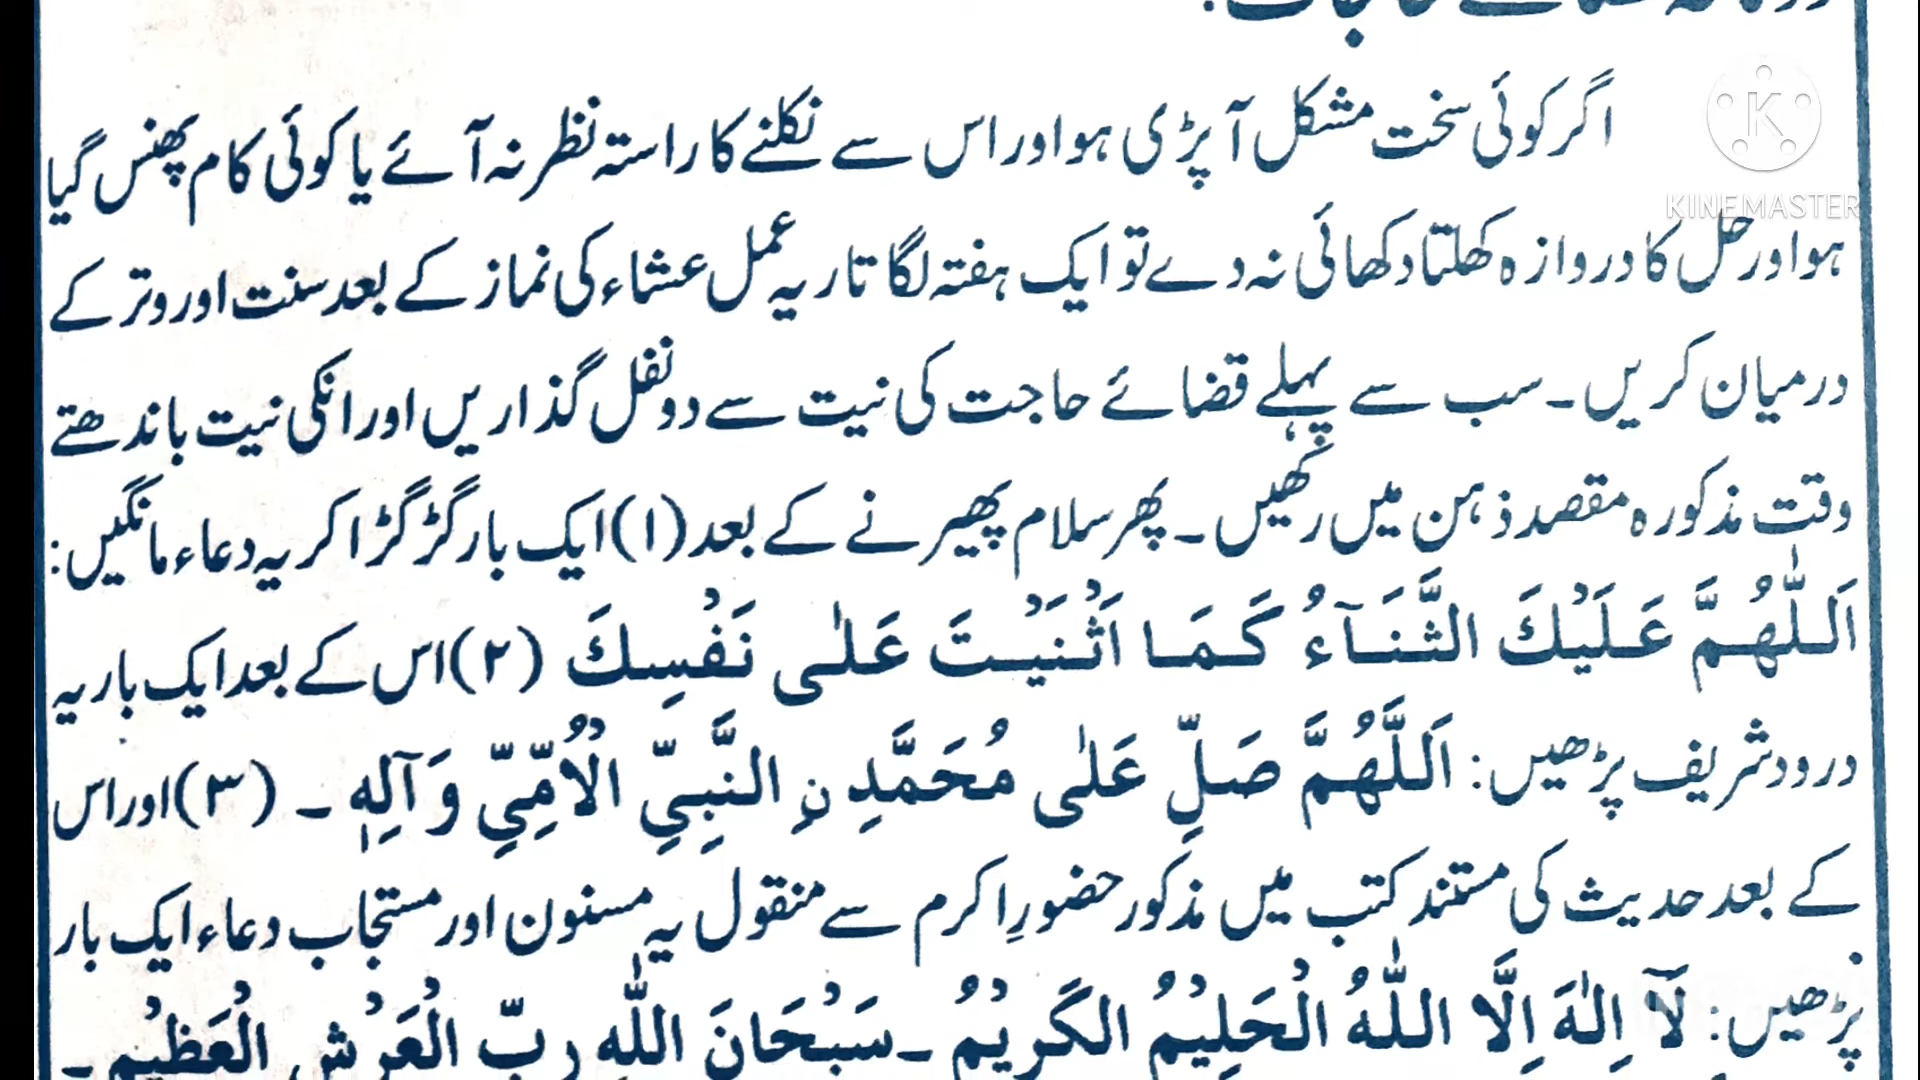 اگر کوئی سخت مشکل آ پڑی ہو اور اس سے نکلنے کا راستہ نظر نہ آئے یا کوئی کام پھنس گیا
KINEMASTER
ہو اور حل کا دروازہ کھلتا دکھائی نہ دے تو ایک ہفتہ لگا تار یہ عمل عشاء کی نماز کے بعد سنت اور وتر کے
درمیان کریں۔ سب سے پہلے قضائے حاجت کی نیت سے دو نفل گذاریں اور انکی نیت باندھتے
وقت مذکورہ مقصد ذہن میں رکھیں۔ پھر سلام پھیرنے کے بعد (۱) ایک بار گڑ گڑا کر یہ دعاء مانگیں:
اَللّٰهُمَّ عَلَيْكَ الثَّنَآءُ كَمَا اَثْنَيْتَ عَلٰى نَفْسِكَ (۲) اس کے بعد ایک بار یہ
درود شریف پڑھیں: اَللَّهُمَّ صَلِّ عَلٰى مُحَمَّدِ نِ النَّبِيِّ الْاُمِّيِّ وَ آلِهٖ ۔ (۳) اور اس
کے بعد حدیث کی مستند کتب میں مذکور حضورِ اکرم سے منقول یہ مسنون اور مستجاب دعاء ایک بار
پڑھیں: لَآ اِلٰهَ اِلَّا اللّٰهُ الْحَلِيْمُ الكَرِيْمُ ۔ سَبْحَانَ اللّٰهِ رَبِّ الْعَرْشِ الْعَظِيْمِ ۔